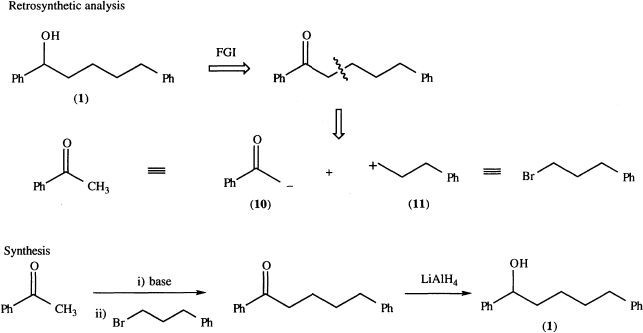 Retrosynthetic analysis
OH
Ph Ph
(1)
FGI
O
Ph Ph
O
Ph CH3
≡
O
Ph −
(10)
+
+ Ph
(11)
≡
Br Ph
Synthesis
O
Ph CH3
i) base
ii) Br Ph
O
Ph Ph
LiAlH4
OH
Ph Ph
(1)